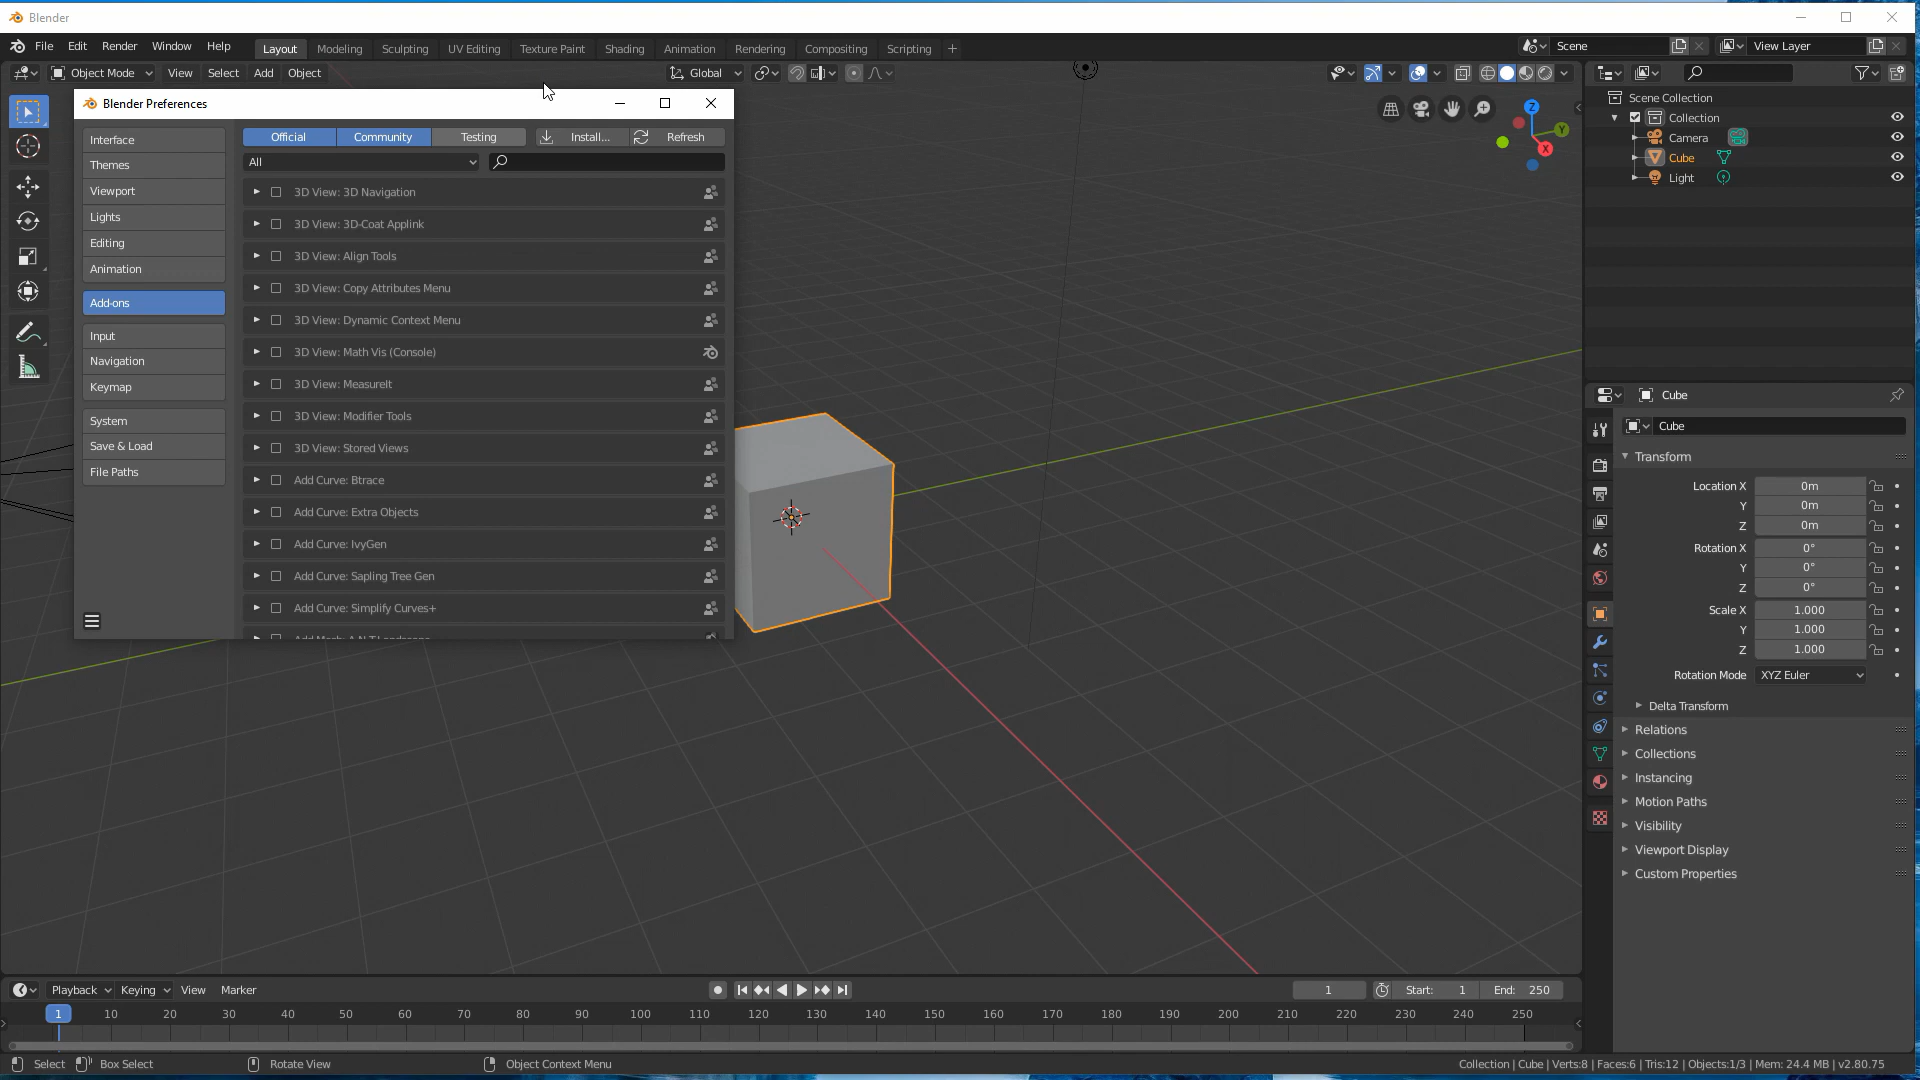 Blender
File Edit Render Window Help Layout Modeling Sculpting UV Editing Texture Paint Shading Animation Rendering Compositing Scripting + Scene View Layer
Object Mode View Select Add Object Global
Blender Preferences
Interface
Themes
Viewport
Lights
Editing
Animation
Add-ons
Input
Navigation
Keymap
System
Save & Load
File Paths
Official Community Testing Install... Refresh
All
3D View: 3D Navigation
3D View: 3D-Coat Applink
3D View: Align Tools
3D View: Copy Attributes Menu
3D View: Dynamic Context Menu
3D View: Math Vis (Console)
3D View: MeasureIt
3D View: Modifier Tools
3D View: Stored Views
Add Curve: Btrace
Add Curve: Extra Objects
Add Curve: IvyGen
Add Curve: Sapling Tree Gen
Add Curve: Simplify Curves+
Z
Y
X
Scene Collection
Collection
Camera
Cube
Light
Cube
Cube
Transform
Location X 0m
Y 0m
Z 0m
Rotation X 0°
Y 0°
Z 0°
Scale X 1.000
Y 1.000
Z 1.000
Rotation Mode XYZ Euler
Delta Transform
Relations
Collections
Instancing
Motion Paths
Visibility
Viewport Display
Custom Properties
Playback Keying View Marker 1 Start: 1 End: 250
1 10 20 30 40 50 60 70 80 90 100 110 120 130 140 150 160 170 180 190 200 210 220 230 240 250
Select Box Select Rotate View Object Context Menu Collection | Cube | Verts:8 | Faces:6 | Tris:12 | Objects:1/3 | Mem: 24.4 MB | v2.80.75